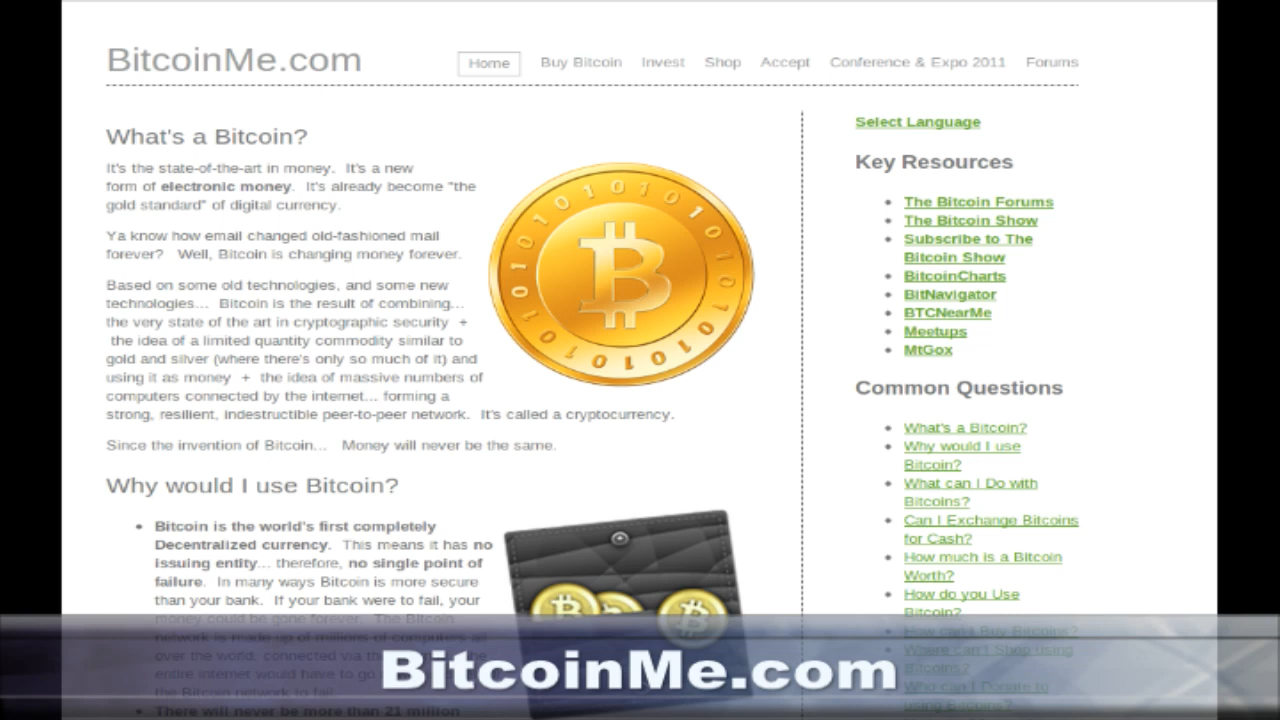 BitcoinMe.com
Home Buy Bitcoin Invest Shop Accept Conference & Expo 2011 Forums
What's a Bitcoin?
It's the state-of-the-art in money. It's a new
form of electronic money. It's already become "the
gold standard" of digital currency.
Ya know how email changed old-fashioned mail
forever? Well, Bitcoin is changing money forever.
Based on some old technologies, and some new
technologies... Bitcoin is the result of combining...
the very state of the art in cryptographic security +
the idea of a limited quantity commodity similar to
gold and silver (where there's only so much of it) and
using it as money + the idea of massive numbers of
computers connected by the internet... forming a
strong, resilient, indestructible peer-to-peer network. It's called a cryptocurrency.
Since the invention of Bitcoin... Money will never be the same.
Why would I use Bitcoin?
Bitcoin is the world's first completely
Decentralized currency. This means it has no
issuing entity... therefore, no single point of
failure. In many ways Bitcoin is more secure
than your bank. If your bank were to fail, your
money could be gone forever. The Bitcoin
network is made up of millions of computers all
over the world, connected via the
entire internet would have to go
the Bitcoin network to fail.
There will never be more than 21 million
Select Language
Key Resources
The Bitcoin Forums
The Bitcoin Show
Subscribe to The
Bitcoin Show
BitcoinCharts
BitNavigator
BTCNearMe
Meetups
MtGox
Common Questions
What's a Bitcoin?
Why would I use
Bitcoin?
What can I Do with
Bitcoins?
Can I Exchange Bitcoins
for Cash?
How much is a Bitcoin
Worth?
How do you Use
Bitcoin?
How can I Buy Bitcoins?
Where can I Shop using
Bitcoins?
Who can I Donate to
using Bitcoins?
BitcoinMe.com